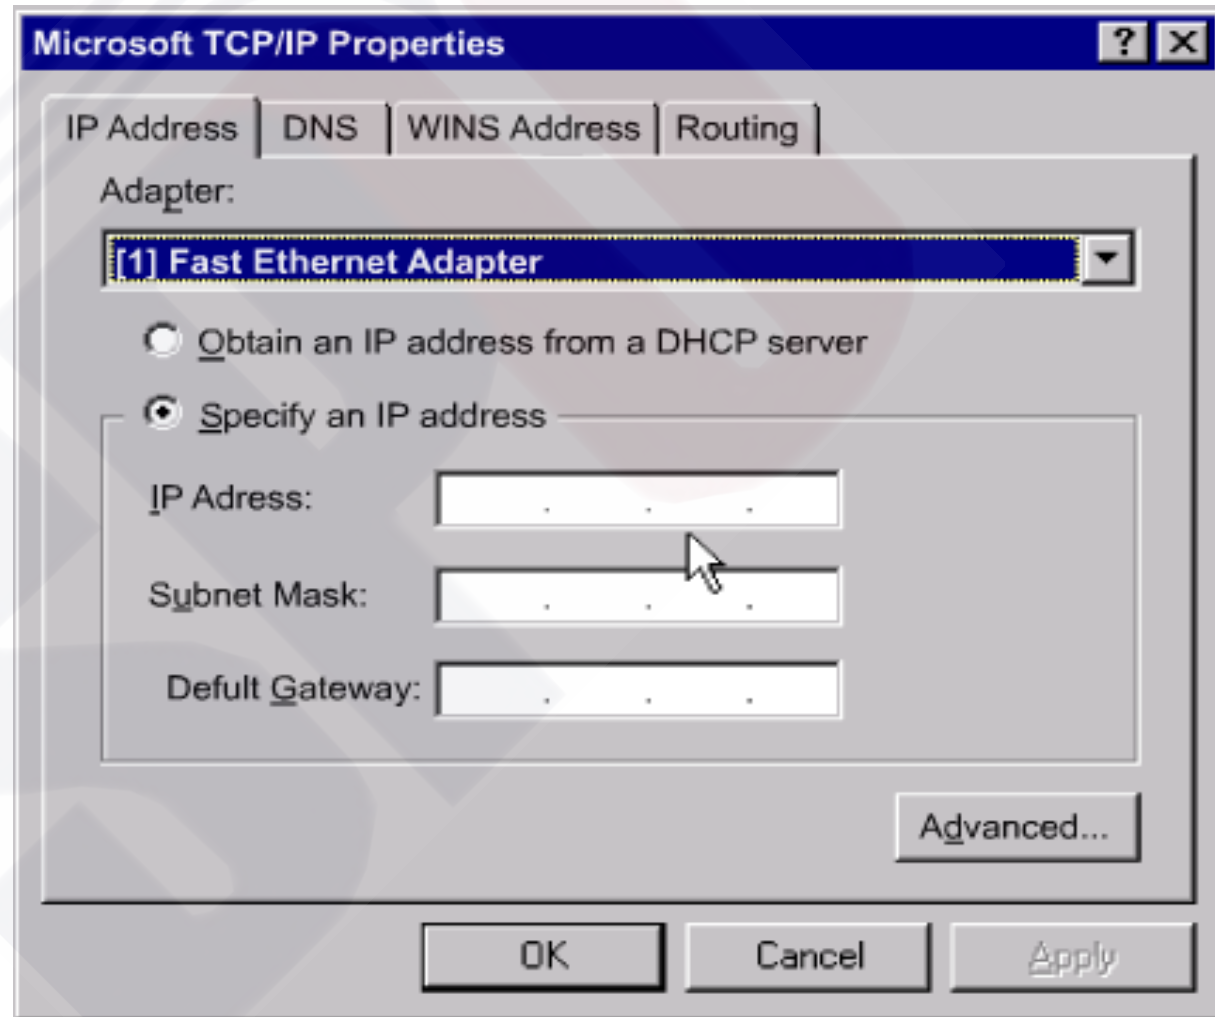 Microsoft TCP/IP Properties
IP Address DNS WINS Address Routing
Adapter:
[1] Fast Ethernet Adapter
Obtain an IP address from a DHCP server
Specify an IP address
IP Adress:
Subnet Mask:
Defult Gateway:
Advanced...
OK Cancel Apply